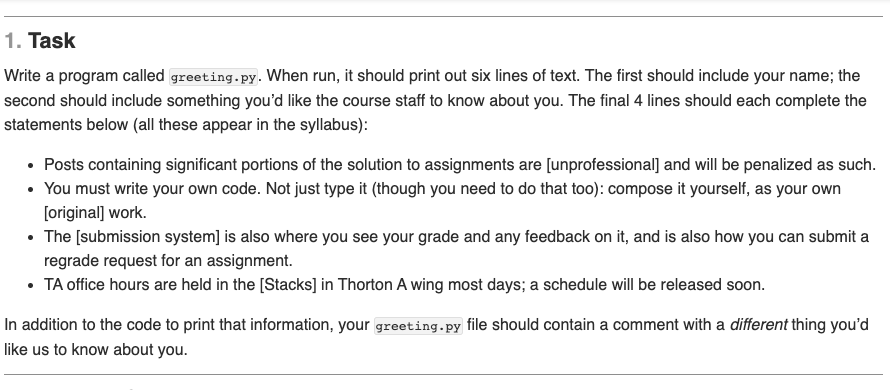 1. Task
Write a program called greeting.py. When run, it should print out six lines of text. The first should include your name; the
second should include something you'd like the course staff to know about you. The final 4 lines should each complete the
statements below (all these appear in the syllabus):
• Posts containing significant portions of the solution to assignments are [unprofessional] and will be penalized as such.
• You must write your own code. Not just type it (though you need to do that too): compose it yourself, as your own
[original] work.
• The [submission system] is also where you see your grade and any feedback on it, and is also how you can submit a
regrade request for an assignment.
• TA office hours are held in the [Stacks] in Thorton A wing most days; a schedule will be released soon.
In addition to the code to print that information, your greeting.py file should contain a comment with a different thing you'd
like us to know about you.